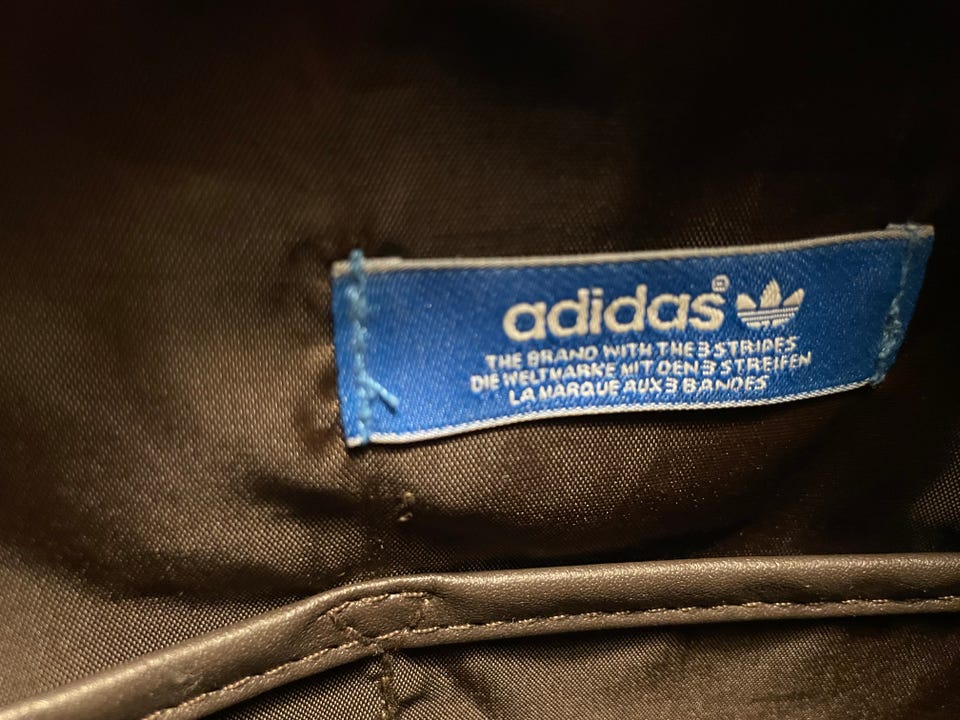 adidas®
THE BRAND WITH THE 3 STRIPES
DIE WELTMARKE MIT DEN 3 STREIFEN
LA MARQUE AUX 3 BANDES